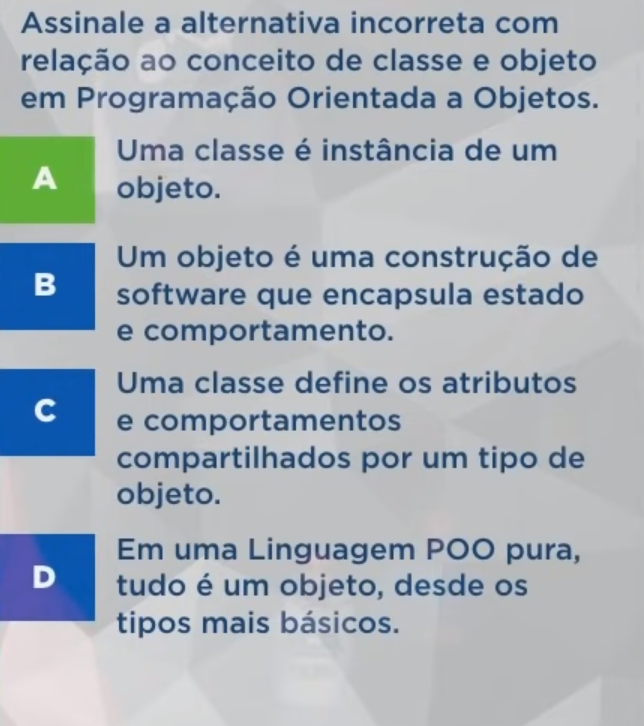 Assinale a alternativa incorreta com
relação ao conceito de classe e objeto
em Programação Orientada a Objetos.
A
Uma classe é instância de um
objeto.
B
Um objeto é uma construção de
software que encapsula estado
e comportamento.
C
Uma classe define os atributos
e comportamentos
compartilhados por um tipo de
objeto.
D
Em uma Linguagem POO pura,
tudo é um objeto, desde os
tipos mais básicos.